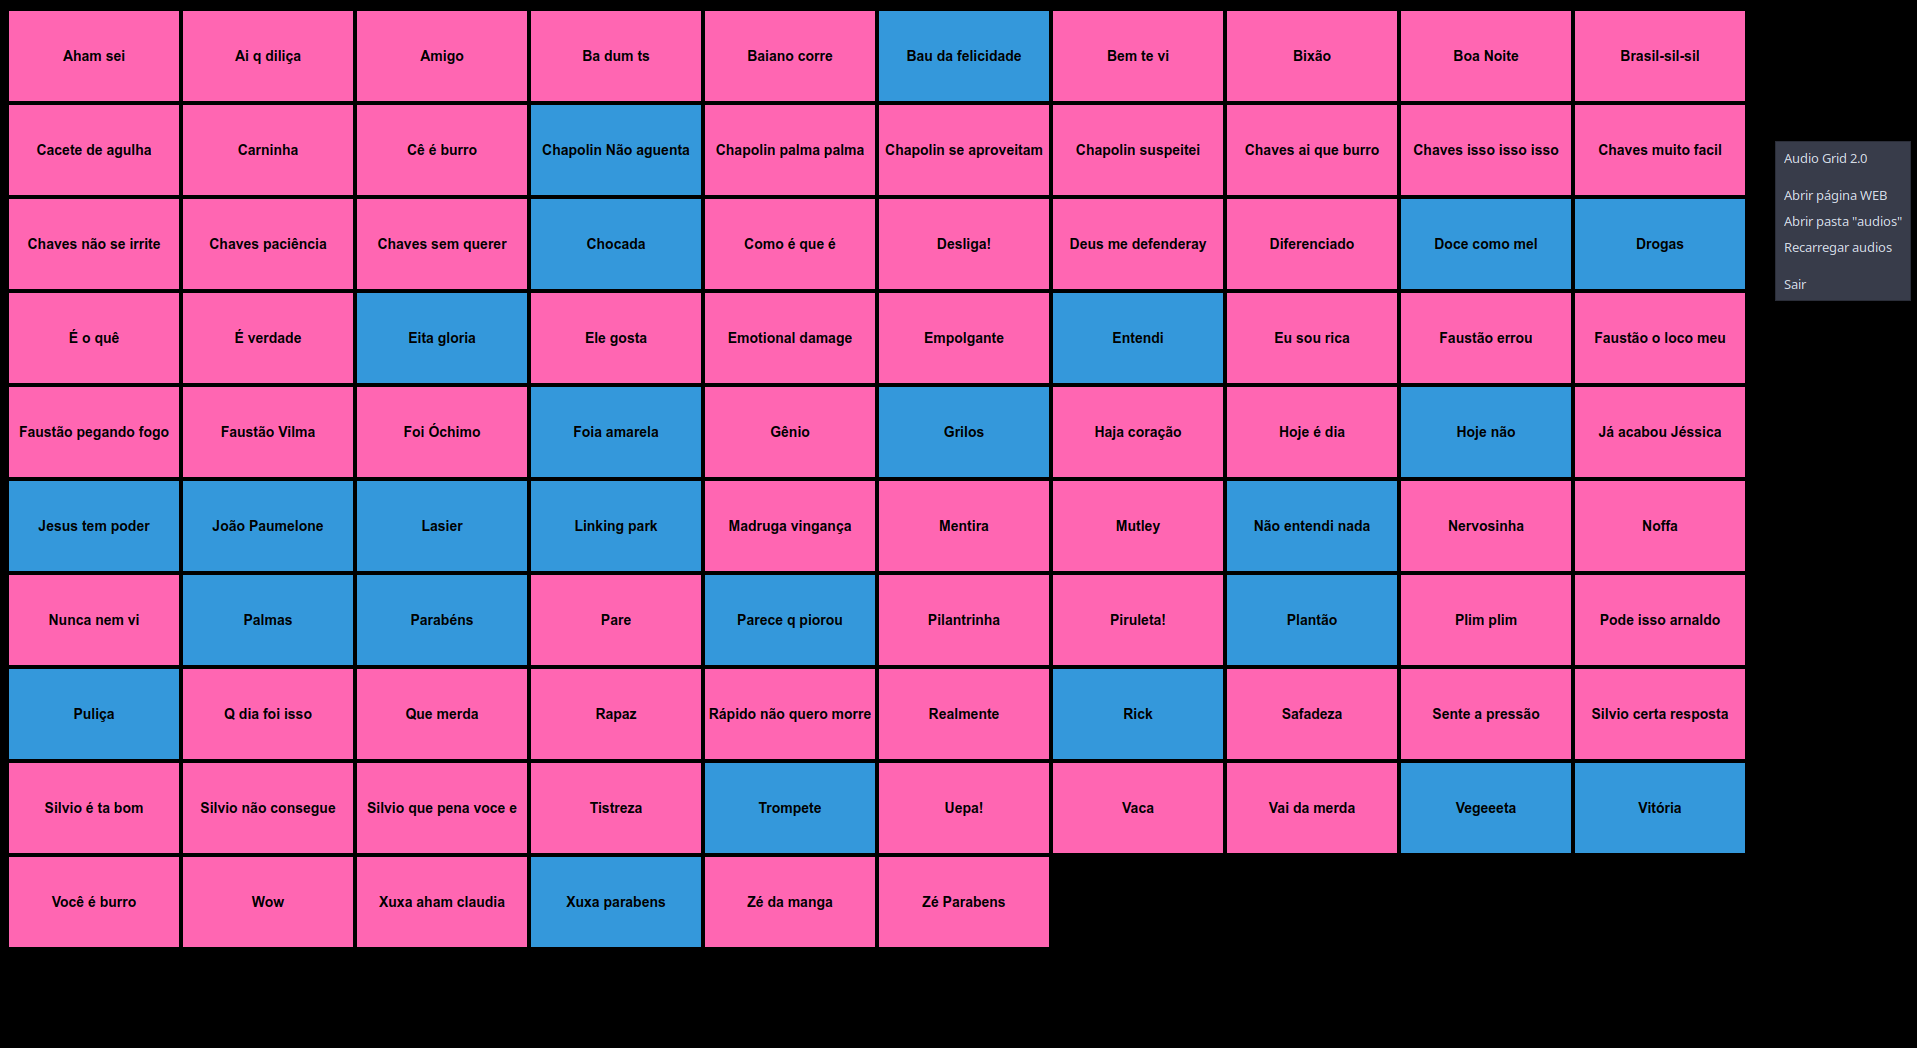 Aham sei
Ai q diliça
Amigo
Ba dum ts
Baiano corre
Bau da felicidade
Bem te vi
Bixão
Boa Noite
Brasil-sil-sil
Cacete de agulha
Carninha
Cê é burro
Chapolin Não aguenta
Chapolin palma palma
Chapolin se aproveitam
Chapolin suspeitei
Chaves ai que burro
Chaves isso isso isso
Chaves muito facil
Chaves não se irrite
Chaves paciência
Chaves sem querer
Chocada
Como é que é
Desliga!
Deus me defenderay
Diferenciado
Doce como mel
Drogas
É o quê
É verdade
Eita gloria
Ele gosta
Emotional damage
Empolgante
Entendi
Eu sou rica
Faustão errou
Faustão o loco meu
Faustão pegando fogo
Faustão Vilma
Foi Óchimo
Foia amarela
Gênio
Grilos
Haja coração
Hoje é dia
Hoje não
Já acabou Jéssica
Jesus tem poder
João Paumelone
Lasier
Linking park
Madruga vingança
Mentira
Mutley
Não entendi nada
Nervosinha
Noffa
Nunca nem vi
Palmas
Parabéns
Pare
Parece q piorou
Pilantrinha
Piruleta!
Plantão
Plim plim
Pode isso arnaldo
Puliça
Q dia foi isso
Que merda
Rapaz
Rápido não quero morre
Realmente
Rick
Safadeza
Sente a pressão
Silvio certa resposta
Silvio é ta bom
Silvio não consegue
Silvio que pena voce e
Tistreza
Trompete
Uepa!
Vaca
Vai da merda
Vegeeeta
Vitória
Você é burro
Wow
Xuxa aham claudia
Xuxa parabens
Zé da manga
Zé Parabens
Audio Grid 2.0
Abrir página WEB
Abrir pasta "audios"
Recarregar audios
Sair